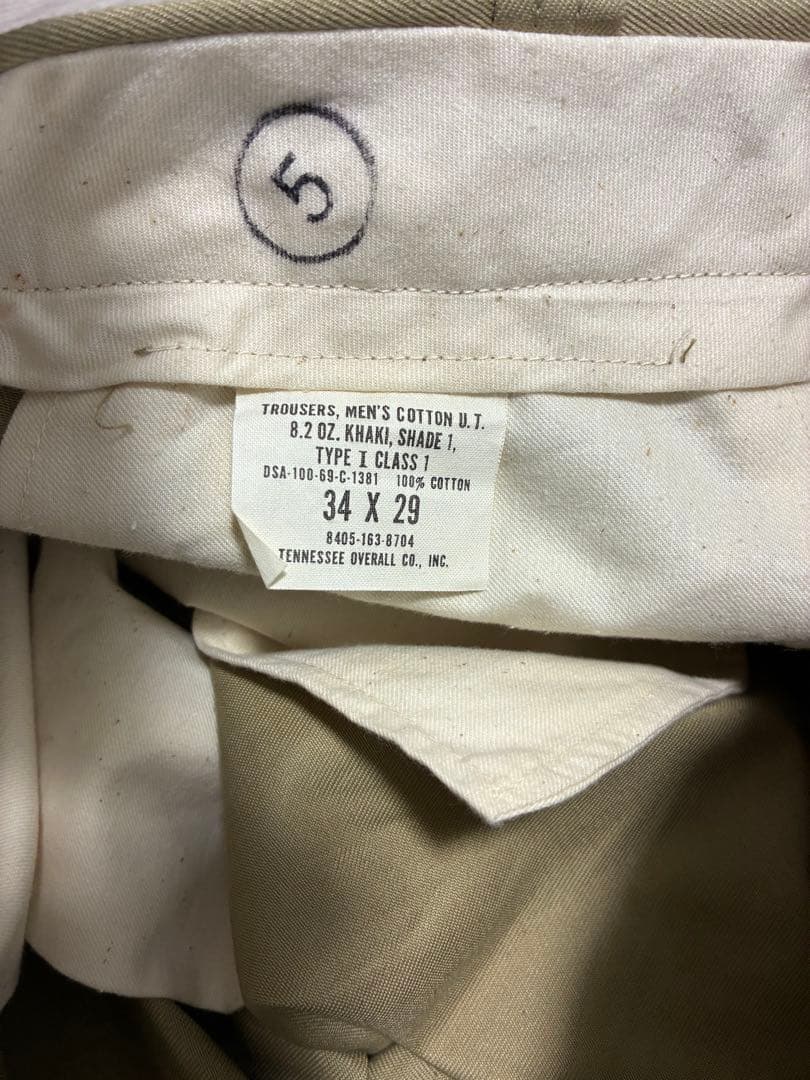 5
TROUSERS, MEN'S COTTON U.T.
8.2 OZ. KHAKI, SHADE 1,
TYPE I CLASS 1
DSA-100-69-C-1381 100% COTTON
34 X 29
8405-163-8704
TENNESSEE OVERALL CO., INC.